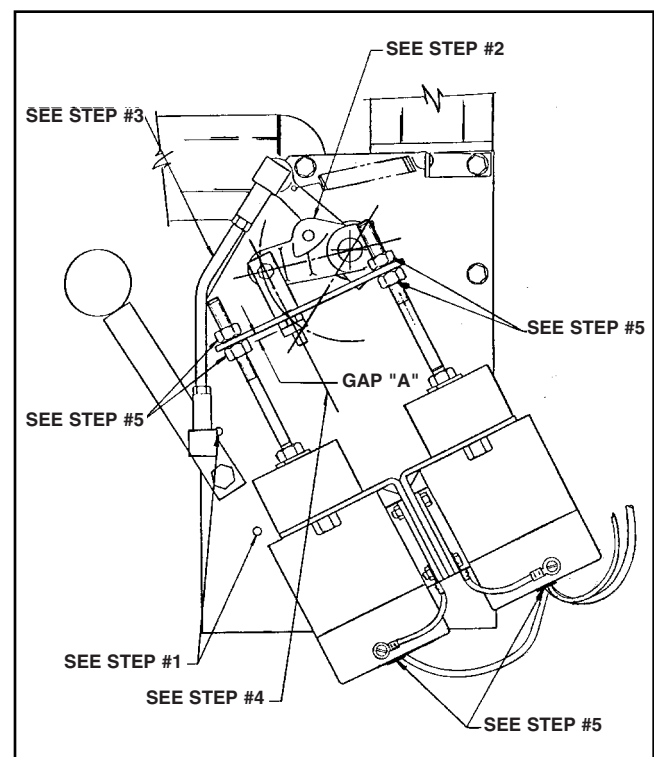 SEE STEP #2
SEE STEP #3
SEE STEP #5
GAP "A"
SEE STEP #5
SEE STEP #1
SEE STEP #4
SEE STEP #5